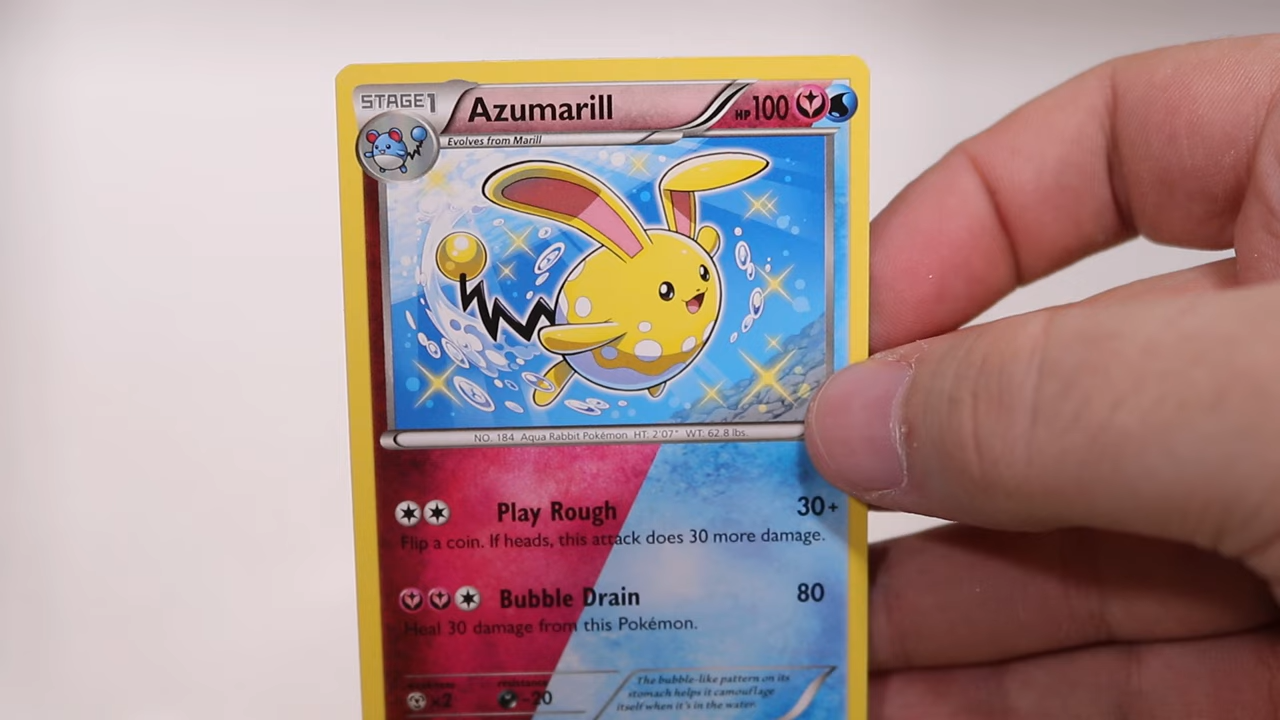 STAGE1
Azumarill
HP100
Evolves from Marill
NO. 184 Aqua Rabbit Pokémon HT: 2'07" WT: 62.8 lbs.
Play Rough 30+
Flip a coin. If heads, this attack does 30 more damage.
Bubble Drain 80
Heal 30 damage from this Pokémon.
weakness resistance
×2 -20
The bubble-like pattern on its
stomach helps it camouflage
itself when it's in the water.